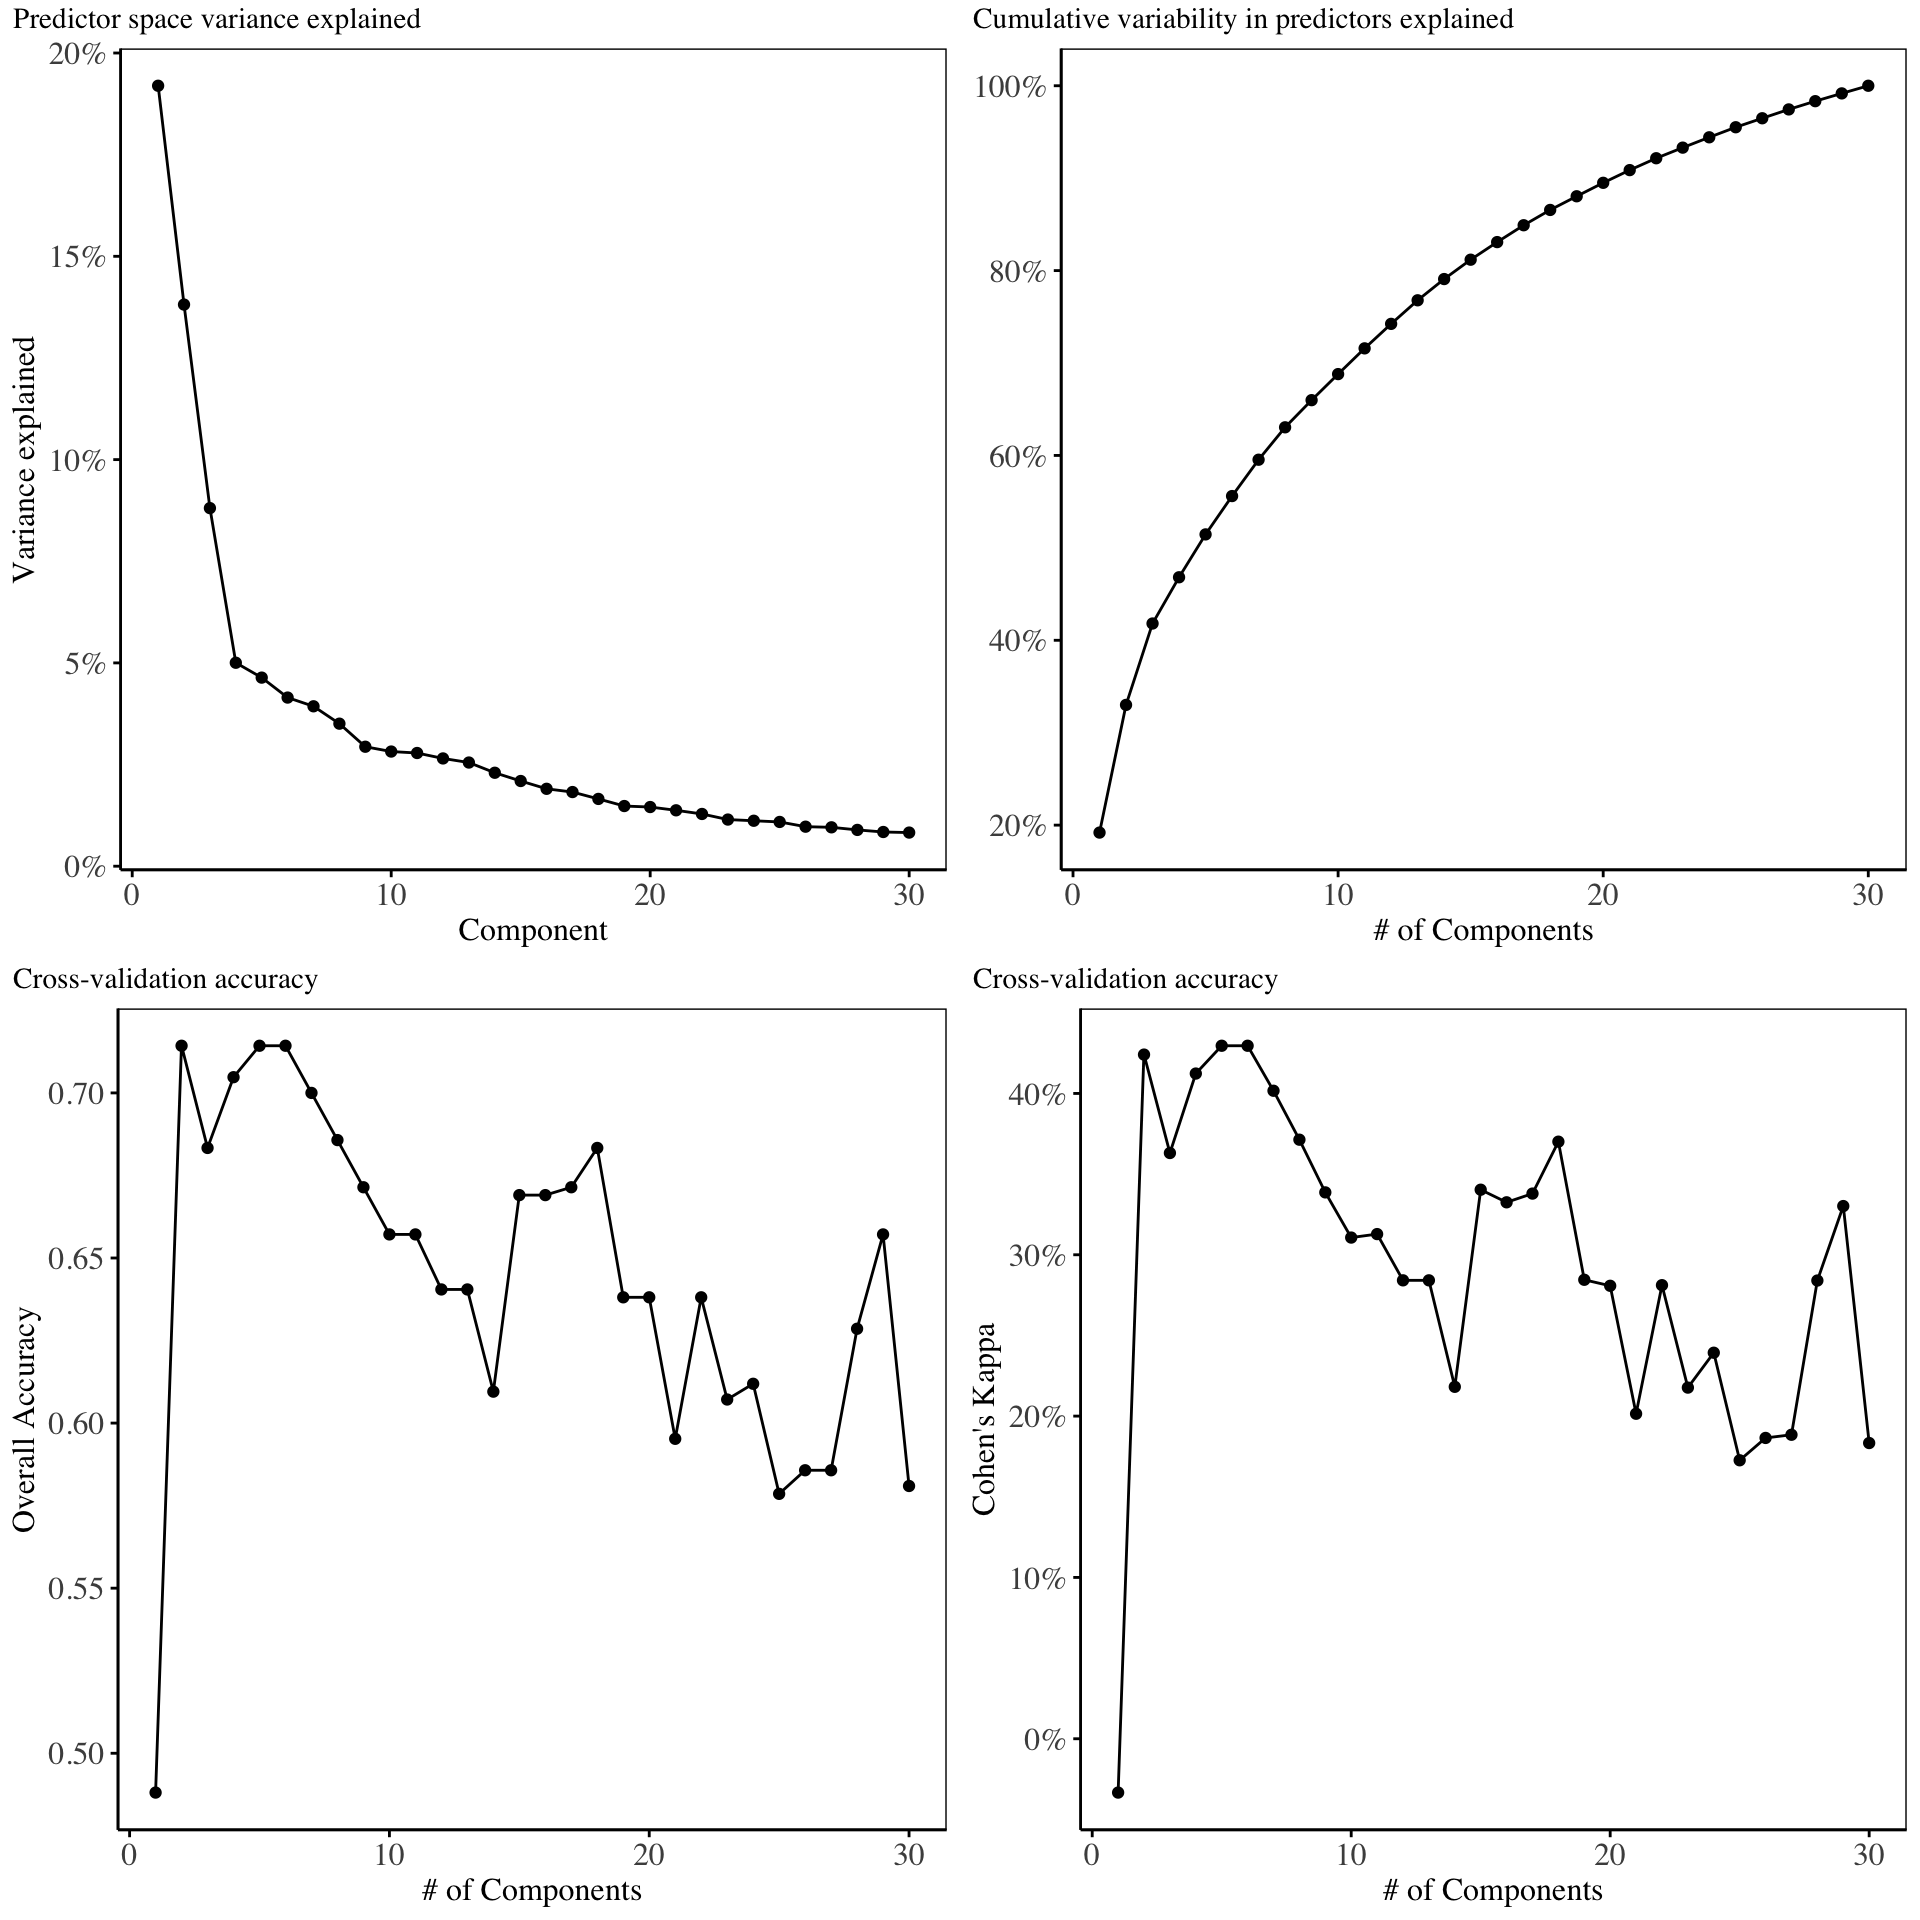 Predictor space variance explained
20%
15%
10%
5%
0%
Variance explained
0 10 20 30
Component
Cumulative variability in predictors explained
100%
80%
60%
40%
20%
0 10 20 30
# of Components
Cross-validation accuracy
0.70
0.65
0.60
0.55
0.50
Overall Accuracy
0 10 20 30
# of Components
Cross-validation accuracy
40%
30%
20%
10%
0%
Cohen's Kappa
0 10 20 30
# of Components